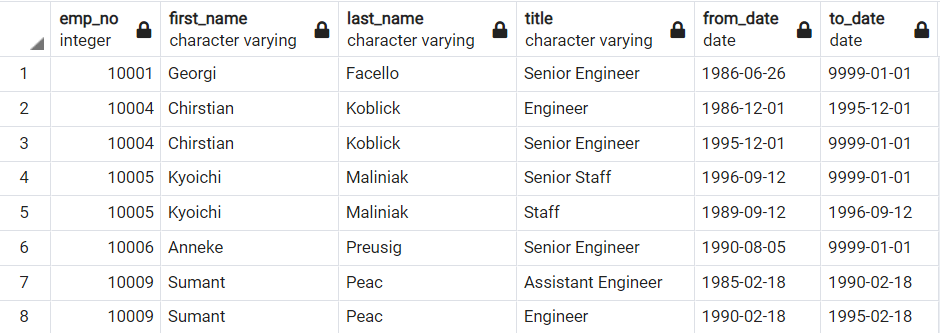 emp_no first_name last_name title from_date to_date
integer character varying character varying character varying date date
1 10001 Georgi Facello Senior Engineer 1986-06-26 9999-01-01
2 10004 Chirstian Koblick Engineer 1986-12-01 1995-12-01
3 10004 Chirstian Koblick Senior Engineer 1995-12-01 9999-01-01
4 10005 Kyoichi Maliniak Senior Staff 1996-09-12 9999-01-01
5 10005 Kyoichi Maliniak Staff 1989-09-12 1996-09-12
6 10006 Anneke Preusig Senior Engineer 1990-08-05 9999-01-01
7 10009 Sumant Peac Assistant Engineer 1985-02-18 1990-02-18
8 10009 Sumant Peac Engineer 1990-02-18 1995-02-18